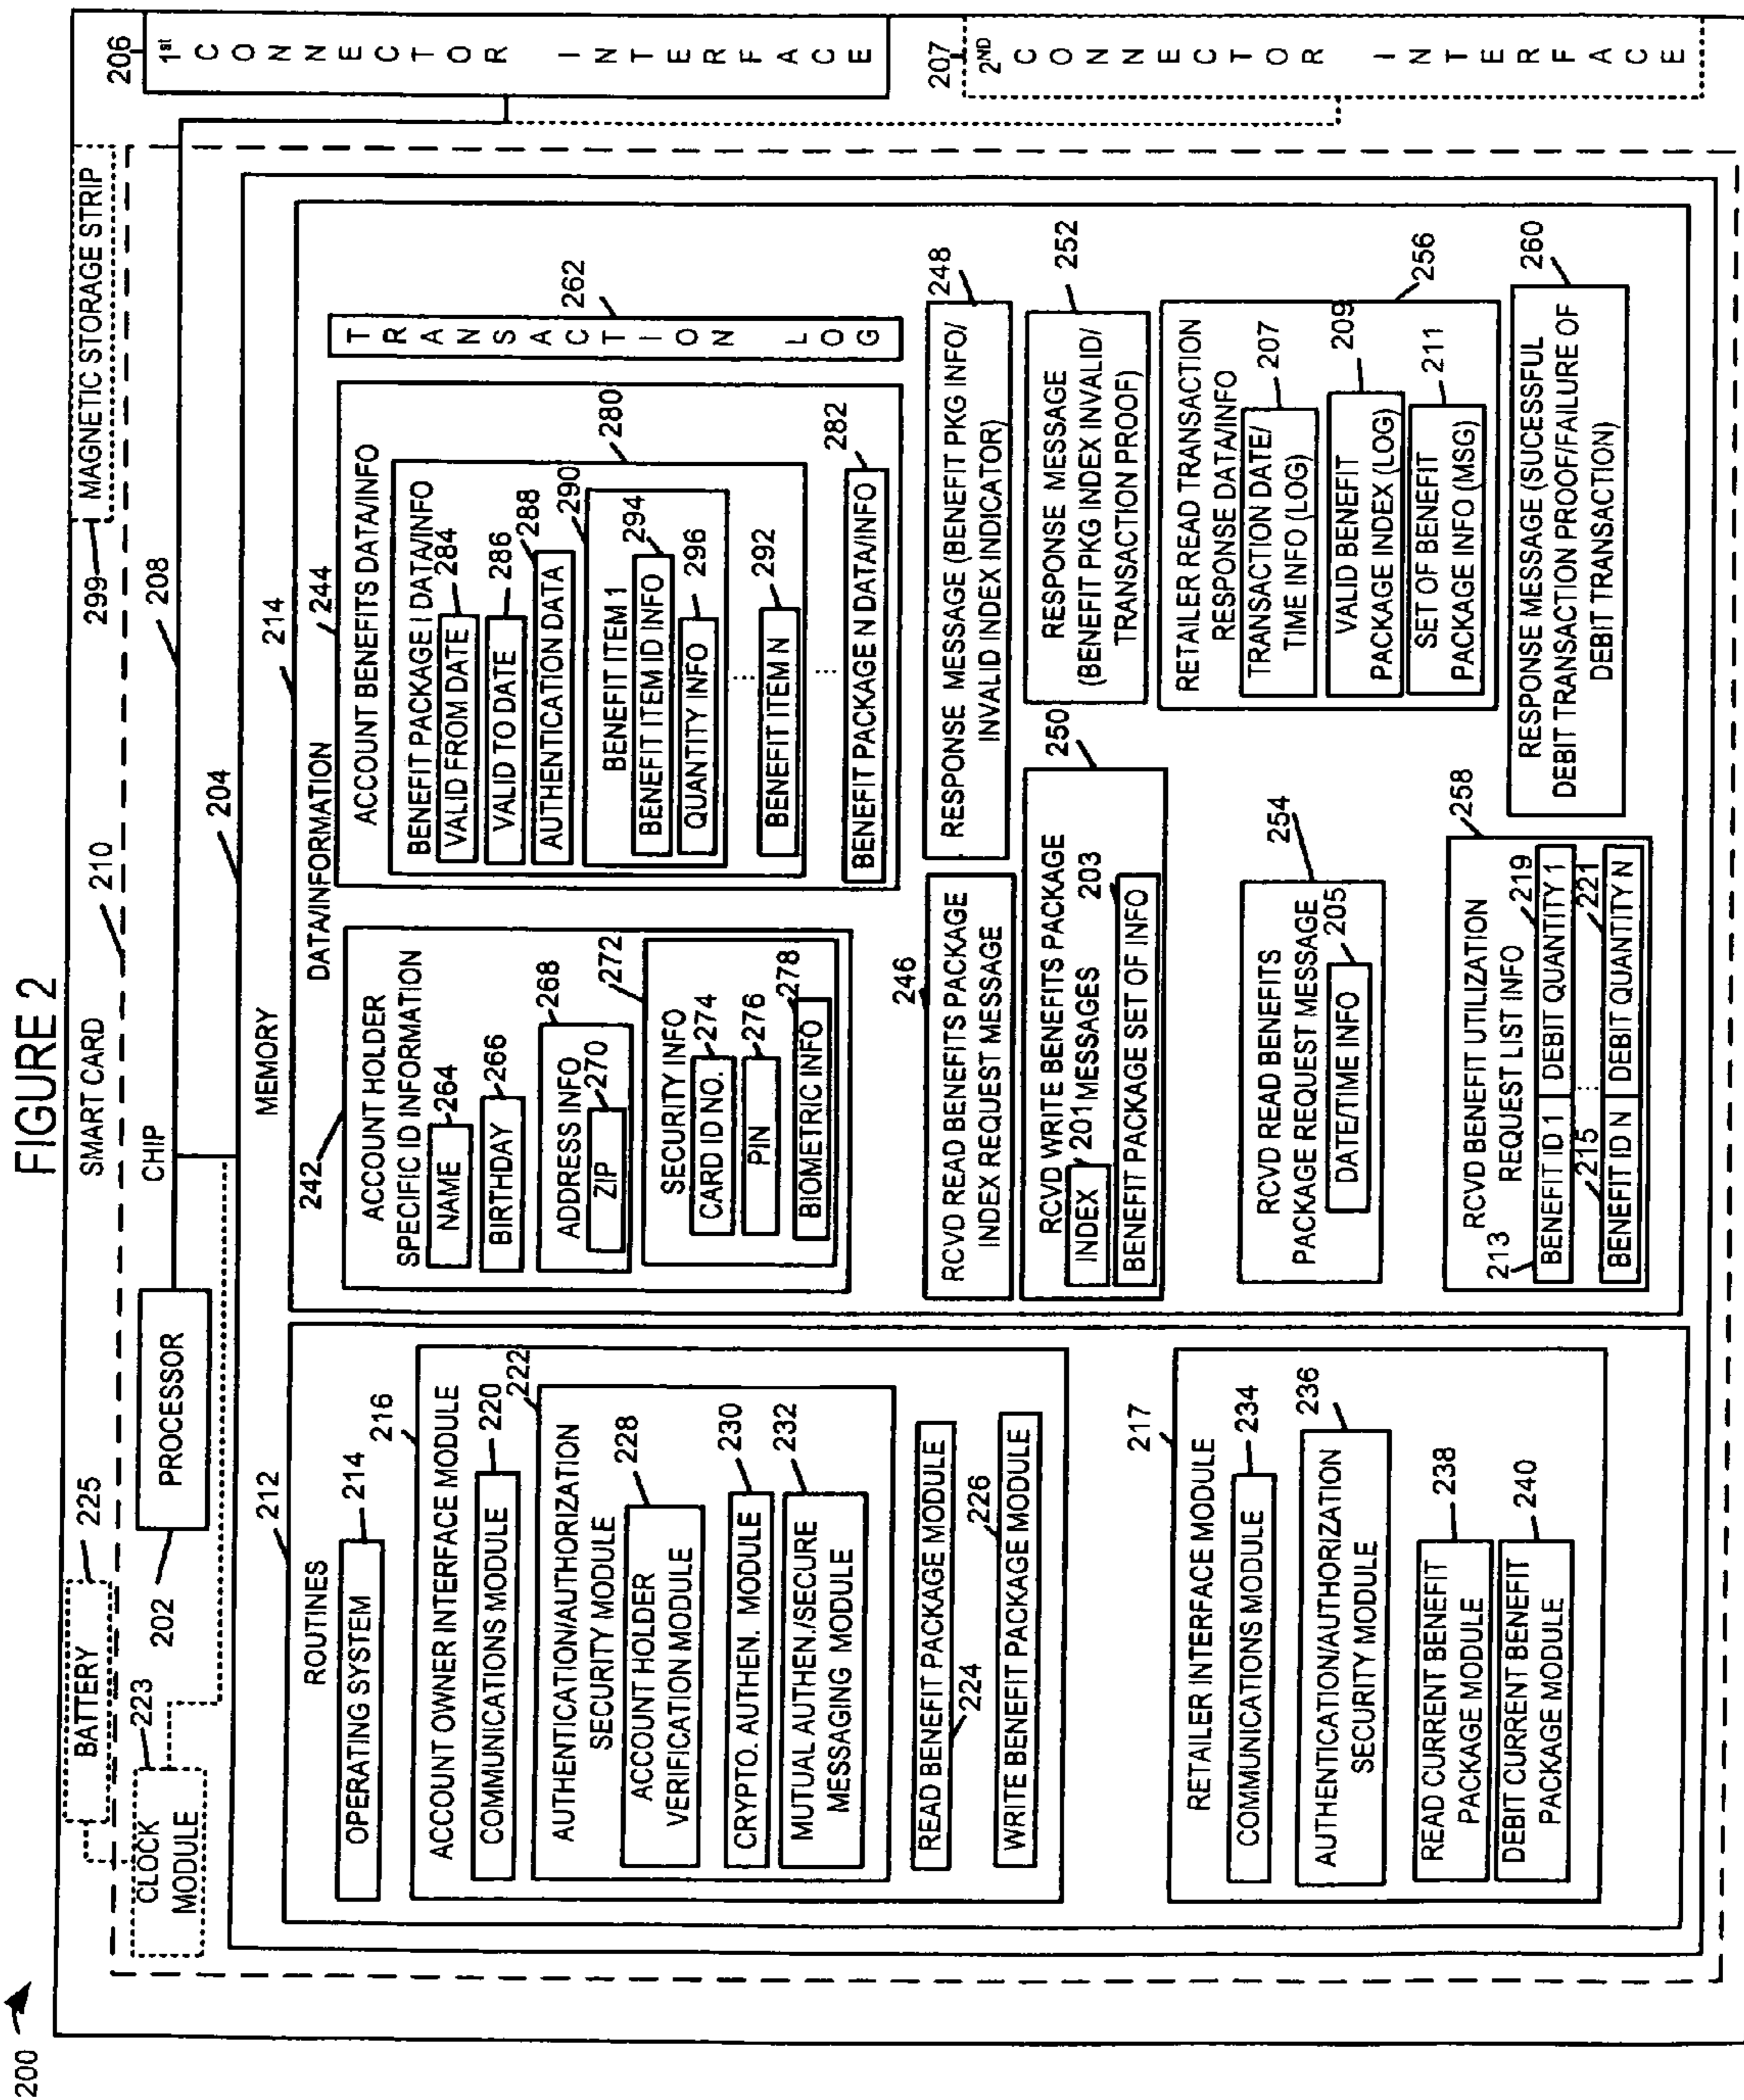 FIGURE 2
200
SMART CARD
299
MAGNETIC STORAGE STRIP
BATTERY
225
CLOCK
MODULE
223
PROCESSOR
202
CHIP
210
208
206
1st
CONNECTOR INTERFACE
207
2ND
CONNECTOR INTERFACE
204
MEMORY
212
ROUTINES
OPERATING SYSTEM
214
216
ACCOUNT OWNER INTERFACE MODULE
COMMUNICATIONS MODULE
220
222
AUTHENTICATION/AUTHORIZATION
SECURITY MODULE
ACCOUNT HOLDER
VERIFICATION MODULE
228
CRYPTO. AUTHEN. MODULE
230
MUTUAL AUTHEN./SECURE
MESSAGING MODULE
232
READ BENEFIT PACKAGE MODULE
224
WRITE BENEFIT PACKAGE MODULE
226
217
RETAILER INTERFACE MODULE
COMMUNICATIONS MODULE
234
AUTHENTICATION/AUTHORIZATION
SECURITY MODULE
236
READ CURRENT BENEFIT
PACKAGE MODULE
238
DEBIT CURRENT BENEFIT
PACKAGE MODULE
240
214
DATA/INFORMATION
242
ACCOUNT HOLDER
SPECIFIC ID INFORMATION
NAME
264
BIRTHDAY
266
ADDRESS INFO
268
ZIP
270
272
SECURITY INFO
CARD ID NO.
274
PIN
276
BIOMETRIC INFO
278
244
ACCOUNT BENEFITS DATA/INFO
BENEFIT PACKAGE I DATA/INFO
280
VALID FROM DATE
284
VALID TO DATE
286
AUTHENTICATION DATA
288
290
BENEFIT ITEM 1
BENEFIT ITEM ID INFO
294
QUANTITY INFO
296
...
BENEFIT ITEM N
292
...
BENEFIT PACKAGE N DATA/INFO
282
TRANSACTION LOG
262
246
RCVD READ BENEFITS PACKAGE
INDEX REQUEST MESSAGE
248
RESPONSE MESSAGE (BENEFIT PKG INFO/
INVALID INDEX INDICATOR)
250
RCVD WRITE BENEFITS PACKAGE
MESSAGES
INDEX
201
203
BENEFIT PACKAGE SET OF INFO
252
RESPONSE MESSAGE
(BENEFIT PKG INDEX INVALID/
TRANSACTION PROOF)
254
RCVD READ BENEFITS
PACKAGE REQUEST MESSAGE
DATE/TIME INFO
205
256
RETAILER READ TRANSACTION
RESPONSE DATA/INFO
TRANSACTION DATE/
TIME INFO (LOG)
207
VALID BENEFIT
PACKAGE INDEX (LOG)
209
SET OF BENEFIT
PACKAGE INFO (MSG)
211
258
RCVD BENEFIT UTILIZATION
REQUEST LIST INFO
213
219
BENEFIT ID 1
DEBIT QUANTITY 1
215
...
221
BENEFIT ID N
DEBIT QUANTITY N
260
RESPONSE MESSAGE (SUCESSFUL
DEBIT TRANSACTION PROOF/FAILURE OF
DEBIT TRANSACTION)